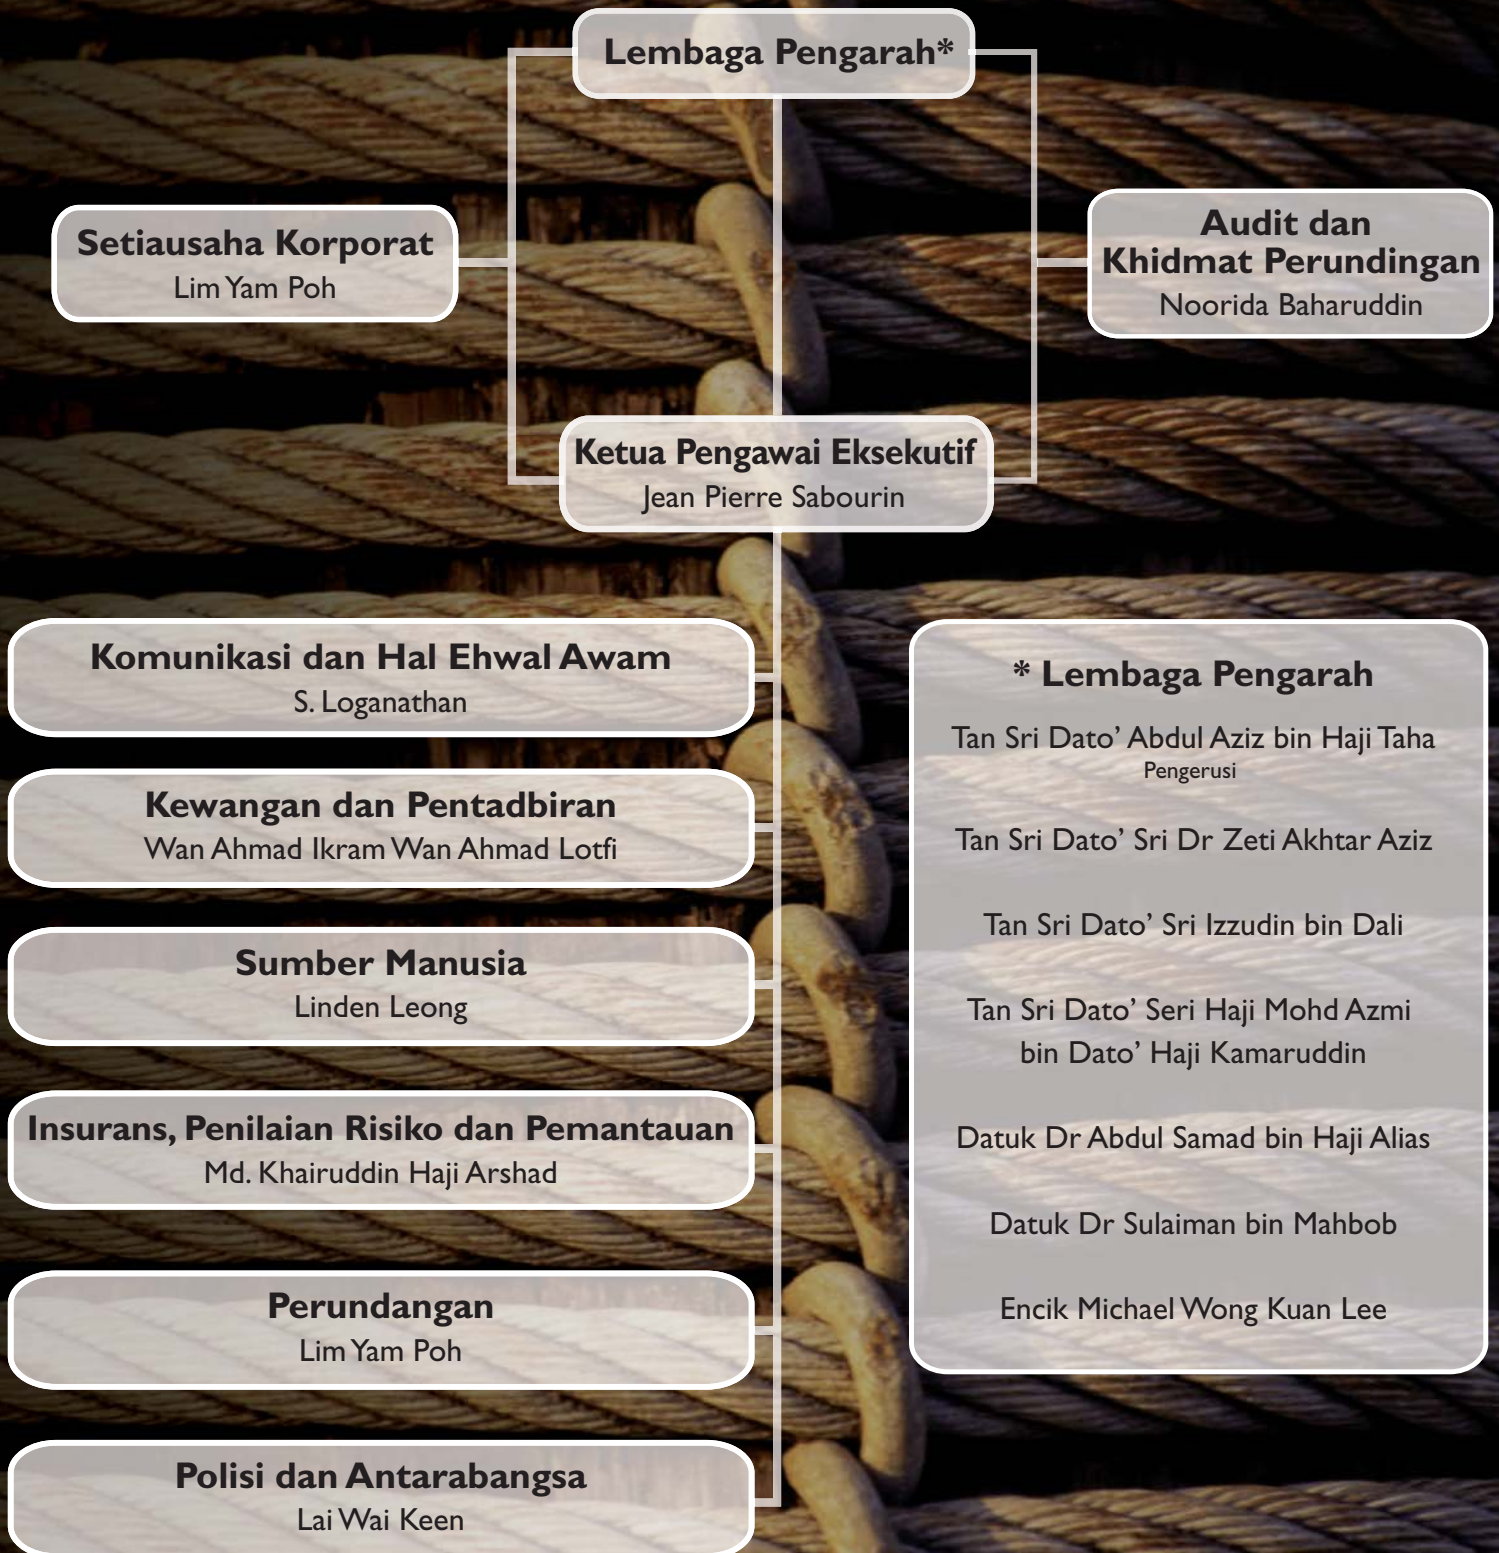 Lembaga Pengarah*
Setiausaha Korporat
Lim Yam Poh
Audit dan
Khidmat Perundingan
Noorida Baharuddin
Ketua Pengawai Eksekutif
Jean Pierre Sabourin
Komunikasi dan Hal Ehwal Awam
S. Loganathan
Kewangan dan Pentadbiran
Wan Ahmad Ikram Wan Ahmad Lotfi
Sumber Manusia
Linden Leong
Insurans, Penilaian Risiko dan Pemantauan
Md. Khairuddin Haji Arshad
Perundangan
Lim Yam Poh
Polisi dan Antarabangsa
Lai Wai Keen
* Lembaga Pengarah
Tan Sri Dato’ Abdul Aziz bin Haji Taha
Pengerusi
Tan Sri Dato’ Sri Dr Zeti Akhtar Aziz
Tan Sri Dato’ Sri Izzudin bin Dali
Tan Sri Dato’ Seri Haji Mohd Azmi
bin Dato’ Haji Kamaruddin
Datuk Dr Abdul Samad bin Haji Alias
Datuk Dr Sulaiman bin Mahbob
Encik Michael Wong Kuan Lee